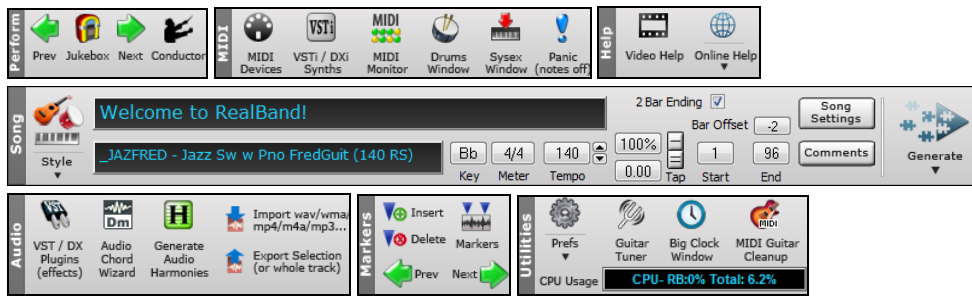 Perform
Prev Jukebox Next Conductor
MIDI
MIDI Devices
VSTi
VSTi / DXi Synths
MIDI
MIDI Monitor
Drums Window
Sysex Window
Panic (notes off)
Help
Video Help
Online Help
Song
Style
Welcome to RealBand!
_JAZFRED - Jazz Sw w Pno FredGuit (140 RS)
Bb
Key
4/4
Meter
140
Tempo
100%
0.00
Tap
2 Bar Ending
Bar Offset -2
1
Start
96
End
Song Settings
Comments
Generate
Audio
VST / DX Plugins (effects)
Dm
Audio Chord Wizard
H
Generate Audio Harmonies
Import wav/wma/
mp4/m4a/mp3...
Export Selection
(or whole track)
Markers
Insert
Delete
Markers
Prev Next
Utilities
Prefs
Guitar Tuner
Big Clock Window
MIDI
MIDI Guitar Cleanup
CPU Usage
CPU- RB:0% Total: 6.2%